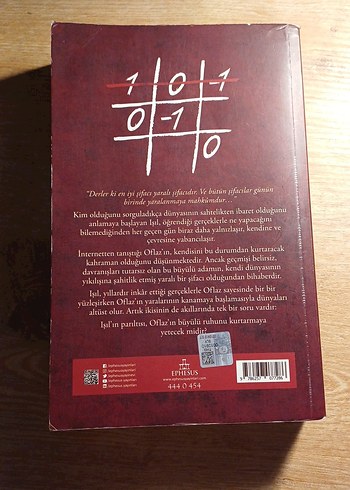 1 0 -1
0 -1
0
"Derler ki en iyi şifacı yaralı şifacıdır. Ve bütün şifacılar günün
birinde yaralanmaya mahkûmdur...
Kim olduğunu sorguladıkça dünyasının sahtelikten ibaret olduğunu
anlamaya başlayan Işıl, öğrendiği gerçeklerle ne yapacağını
bilemediğinden her geçen gün biraz daha yalnızlaşır, kendine ve
çevresine yabancılaşır.
İnternetten tanıştığı Oflaz'ın, kendisini bu durumdan kurtaracak
kahraman olduğunu düşünmektedir. Ancak geçmişi belirsiz,
davranışları tutarsız olan bu büyülü adamın, kendi dünyasının
yıkılışına şahitlik etmiş yaralı bir şifacı olduğundan bihaberdir.
Işıl, yıllardır inkâr ettiği gerçeklerle Oflaz sayesinde bir bir
yüzleşirken Oflaz'ın yaralarının kanamaya başlamasıyla dünyaları
altüst olur. Artık ikisinin de akıllarında tek bir soru vardır:
Işıl'ın parıltısı, Oflaz'ın büyülü ruhunu kurtarmaya
yetecek midir?
EPHESUS
www.ephesusyayinlari.com
444 0 454